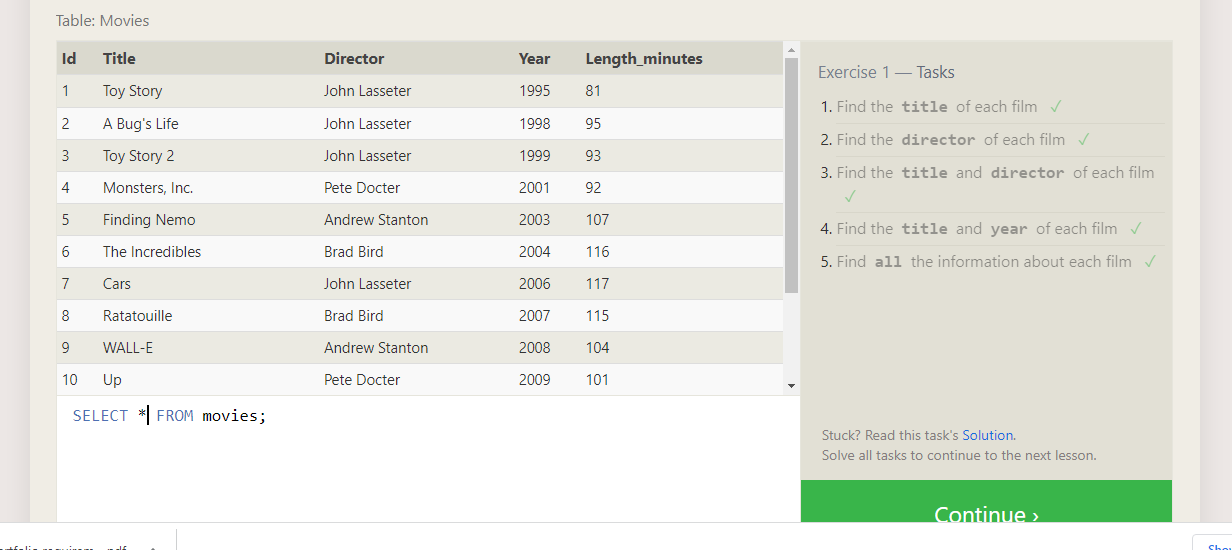 Table: Movies
Id Title Director Year Length_minutes
1 Toy Story John Lasseter 1995 81
2 A Bug's Life John Lasseter 1998 95
3 Toy Story 2 John Lasseter 1999 93
4 Monsters, Inc. Pete Docter 2001 92
5 Finding Nemo Andrew Stanton 2003 107
6 The Incredibles Brad Bird 2004 116
7 Cars John Lasseter 2006 117
8 Ratatouille Brad Bird 2007 115
9 WALL-E Andrew Stanton 2008 104
10 Up Pete Docter 2009 101
SELECT * FROM movies;
Exercise 1 — Tasks
1. Find the title of each film ✓
2. Find the director of each film ✓
3. Find the title and director of each film
✓
4. Find the title and year of each film ✓
5. Find all the information about each film ✓
Stuck? Read this task's Solution.
Solve all tasks to continue to the next lesson.
Continue ›